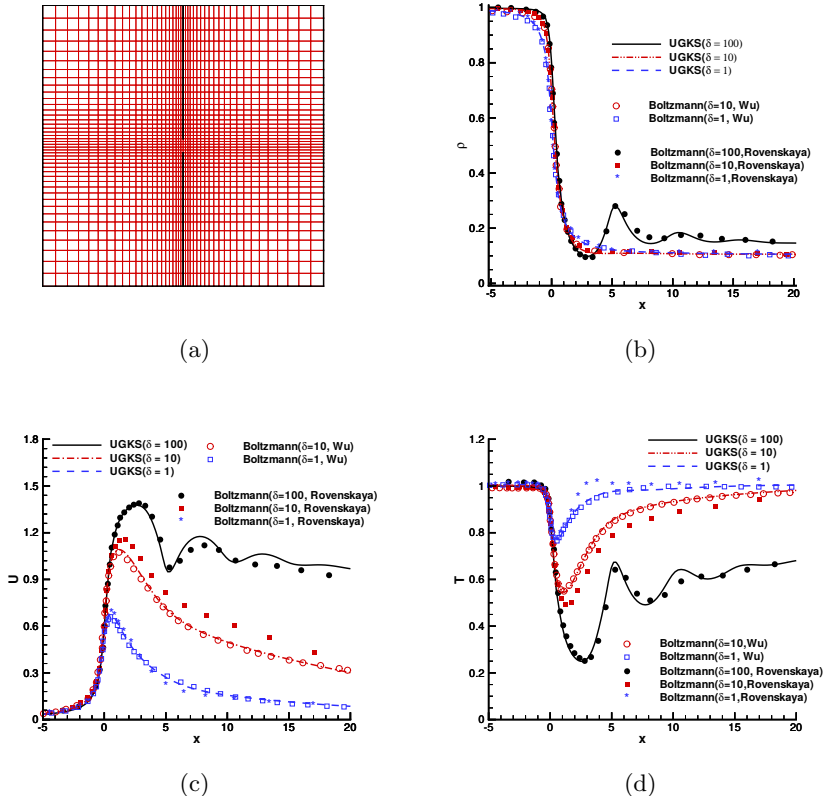 (a)
ρ
1
0.8
0.6
0.4
0.2
0
-5 0 5 10 15 20
x
UGKS(δ = 100)
UGKS(δ = 10)
UGKS(δ = 1)
Boltzmann(δ=10, Wu)
Boltzmann(δ=1, Wu)
Boltzmann(δ=100,Rovenskaya)
Boltzmann(δ=10,Rovenskaya)
Boltzmann(δ=1,Rovenskaya)
(b)
U
1.8
1.5
1.2
0.9
0.6
0.3
0
-5 0 5 10 15 20
x
UGKS(δ = 100)
UGKS(δ = 10)
UGKS(δ = 1)
Boltzmann(δ=10, Wu)
Boltzmann(δ=1, Wu)
Boltzmann(δ=100, Rovenskaya)
Boltzmann(δ=10, Rovenskaya)
Boltzmann(δ=1, Rovenskaya)
(c)
T
1.2
1
0.8
0.6
0.4
0.2
0
-5 0 5 10 15 20
x
UGKS(δ = 100)
UGKS(δ = 10)
UGKS(δ = 1)
Boltzmann(δ=10,Wu)
Boltzmann(δ=1, Wu)
Boltzmann(δ=100, Rovenskaya)
Boltzmann(δ=10,Rovenskaya)
Boltzmann(δ=1,Rovenskaya)
(d)